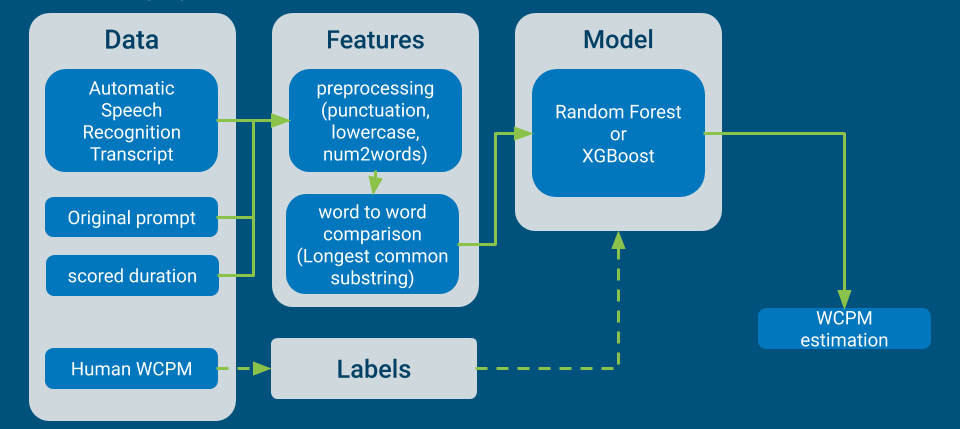 Data
Automatic
Speech
Recognition
Transcript
Original prompt
scored duration
Human WCPM
Features
preprocessing
(punctuation,
lowercase,
num2words)
word to word
comparison
(Longest common
substring)
Labels
Model
Random Forest
or
XGBoost
WCPM
estimation